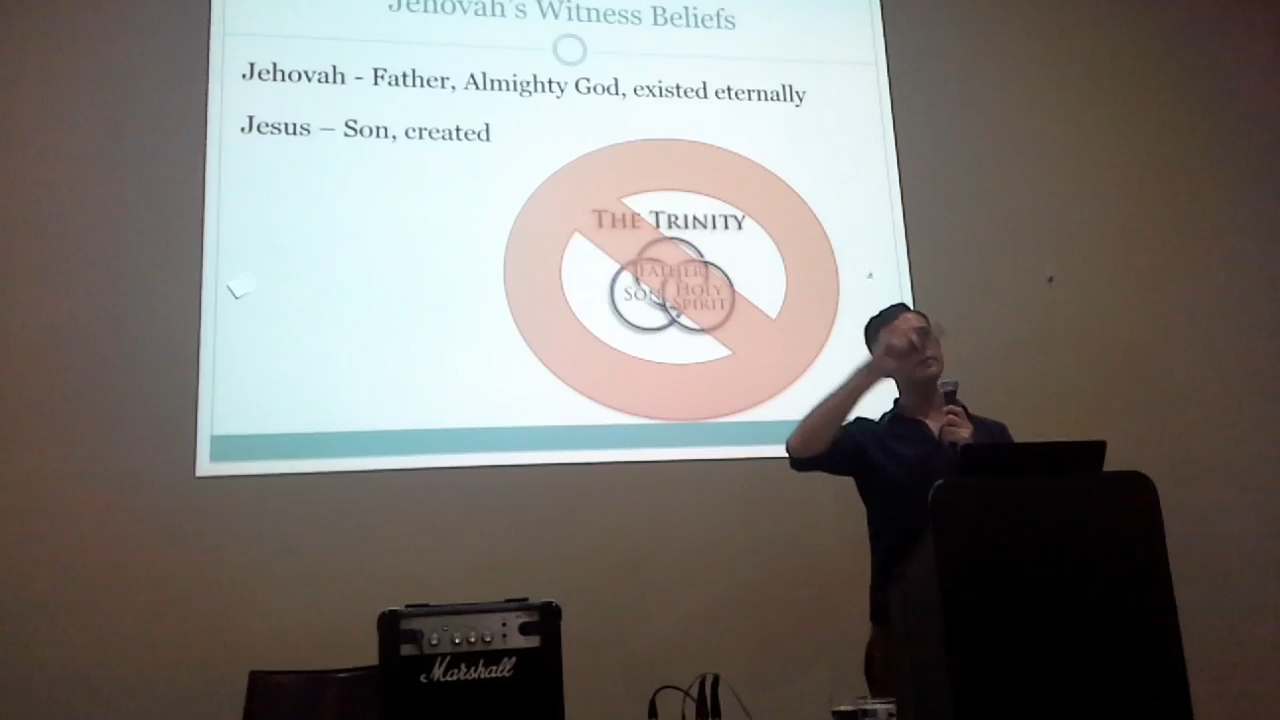 Jehovah's Witness Beliefs
Jehovah - Father, Almighty God, existed eternally
Jesus – Son, created
THE TRINITY
FATHER
SON
HOLY
SPIRIT
Marshall